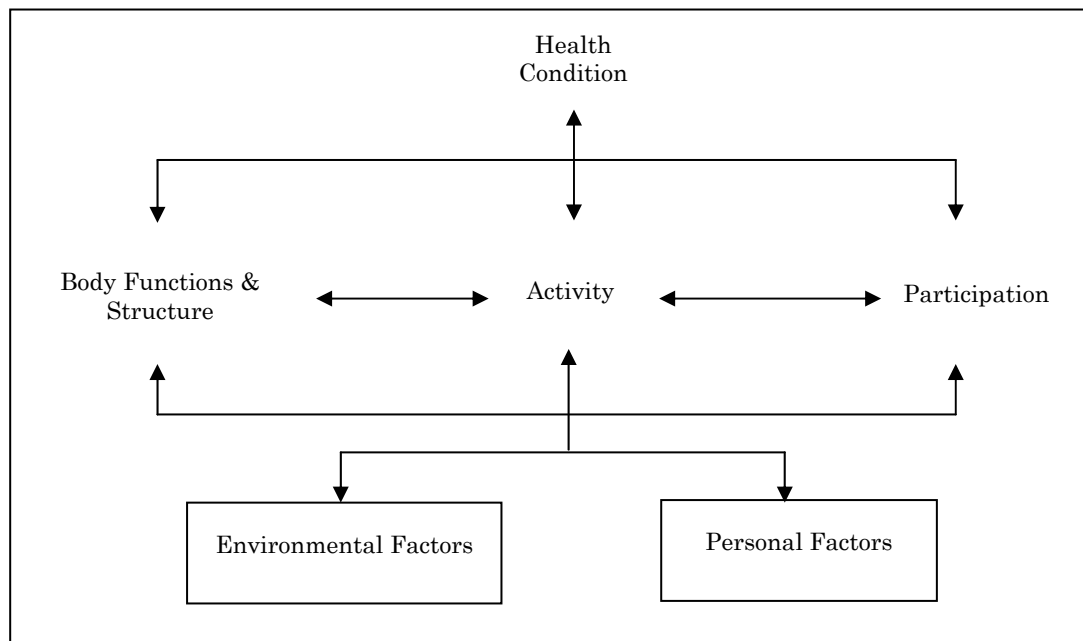 Health
Condition
Body Functions &
Structure
Activity
Participation
Environmental Factors
Personal Factors